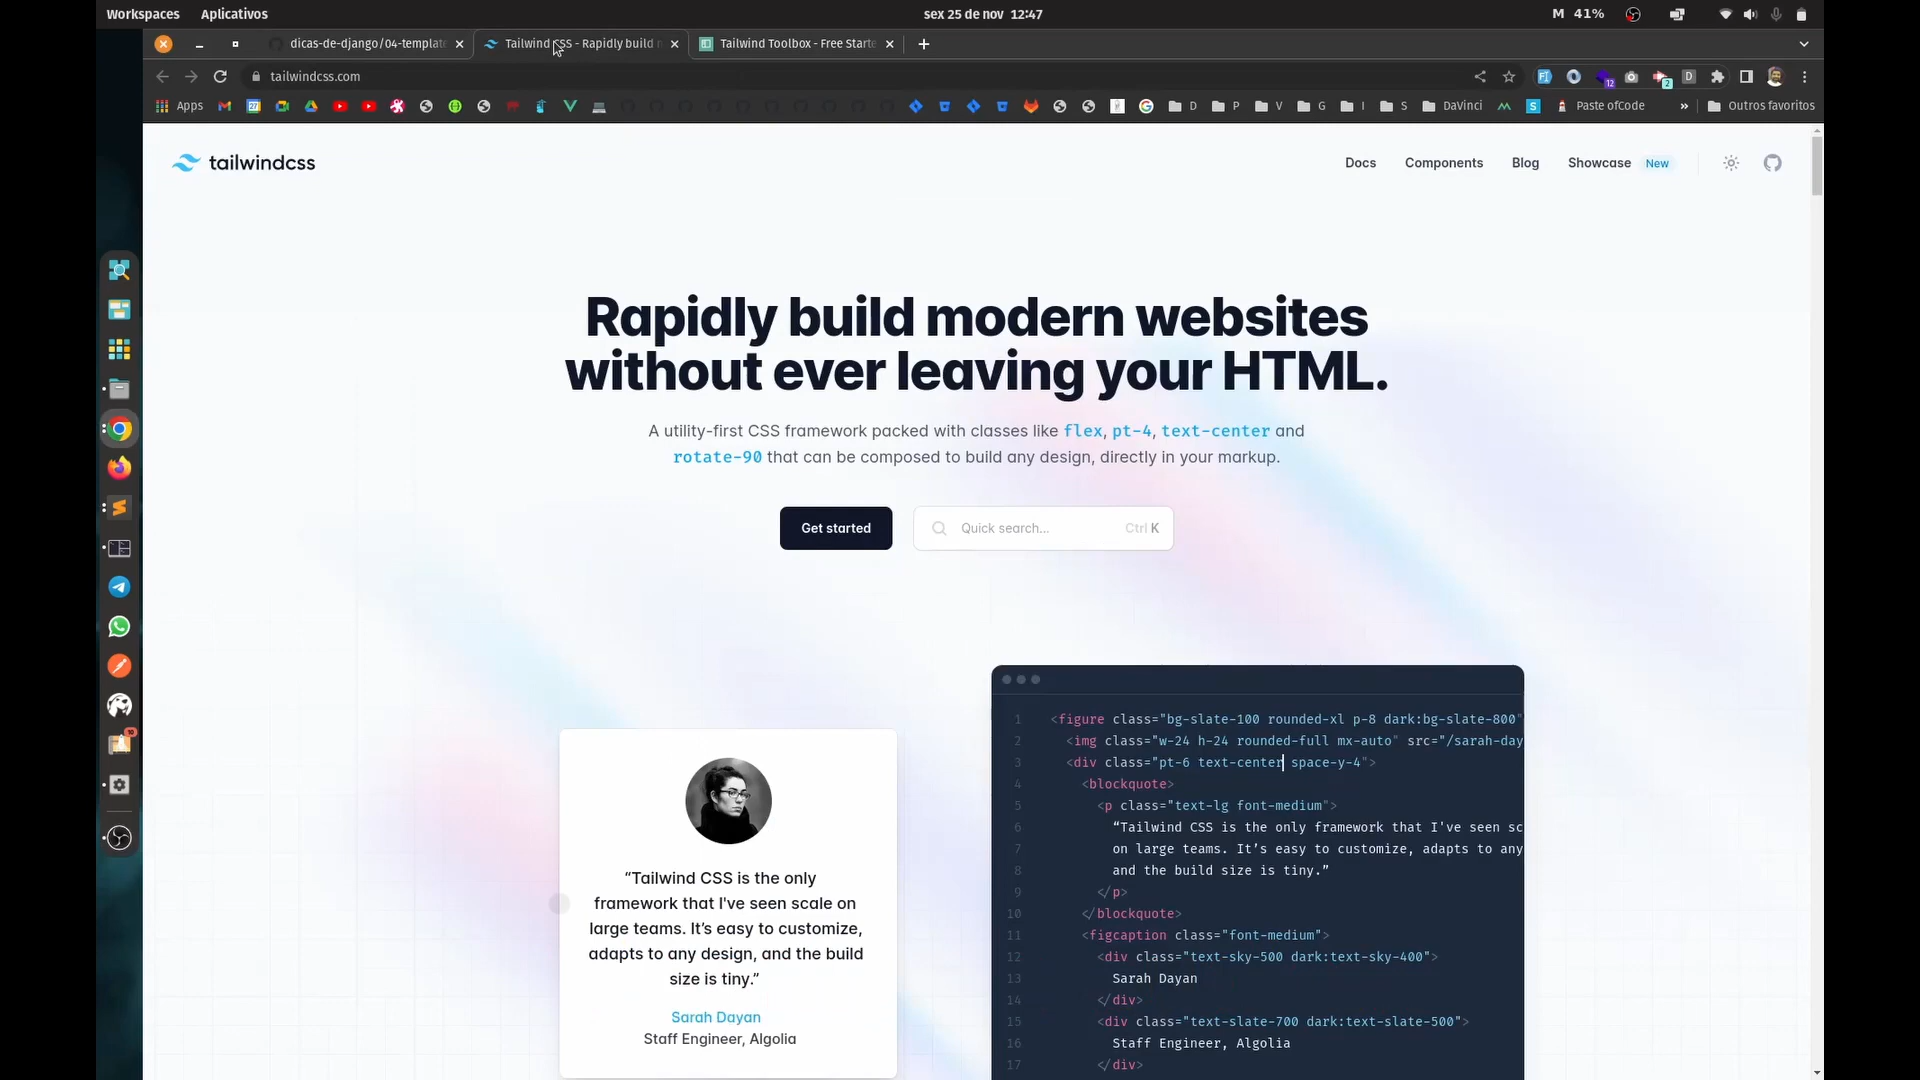 Workspaces Aplicativos sex 25 de nov 12:47 M 41%
dicas-de-django/04-template Tailwind CSS - Rapidly build m Tailwind Toolbox - Free Starte
tailwindcss.com
Apps D P V G I S DaVinci Paste ofCode » Outros favoritos
tailwindcss Docs Components Blog Showcase New
Rapidly build modern websites
without ever leaving your HTML.
A utility-first CSS framework packed with classes like flex, pt-4, text-center and
rotate-90 that can be composed to build any design, directly in your markup.
Get started Quick search... Ctrl K
“Tailwind CSS is the only
framework that I've seen scale on
large teams. It’s easy to customize,
adapts to any design, and the build
size is tiny.”
Sarah Dayan
Staff Engineer, Algolia
1 <figure class="bg-slate-100 rounded-xl p-8 dark:bg-slate-800"
2 <img class="w-24 h-24 rounded-full mx-auto" src="/sarah-day
3 <div class="pt-6 text-center space-y-4">
4 <blockquote>
5 <p class="text-lg font-medium">
6 “Tailwind CSS is the only framework that I've seen sc
7 on large teams. It’s easy to customize, adapts to any
8 and the build size is tiny.”
9 </p>
10 </blockquote>
11 <figcaption class="font-medium">
12 <div class="text-sky-500 dark:text-sky-400">
13 Sarah Dayan
14 </div>
15 <div class="text-slate-700 dark:text-slate-500">
16 Staff Engineer, Algolia
17 </div>